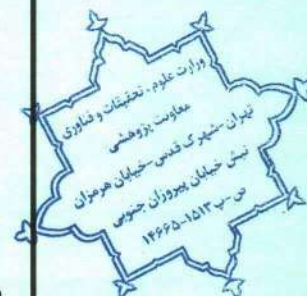 وزارت علوم، تحقیقات و فناوری
معاونت پژوهشی
تهران-شهرک قدس-خیابان هرمزان
نبش خیابان پیروزان جنوبی
ص-پ ۱۵۱۳-۱۴۶۶۵